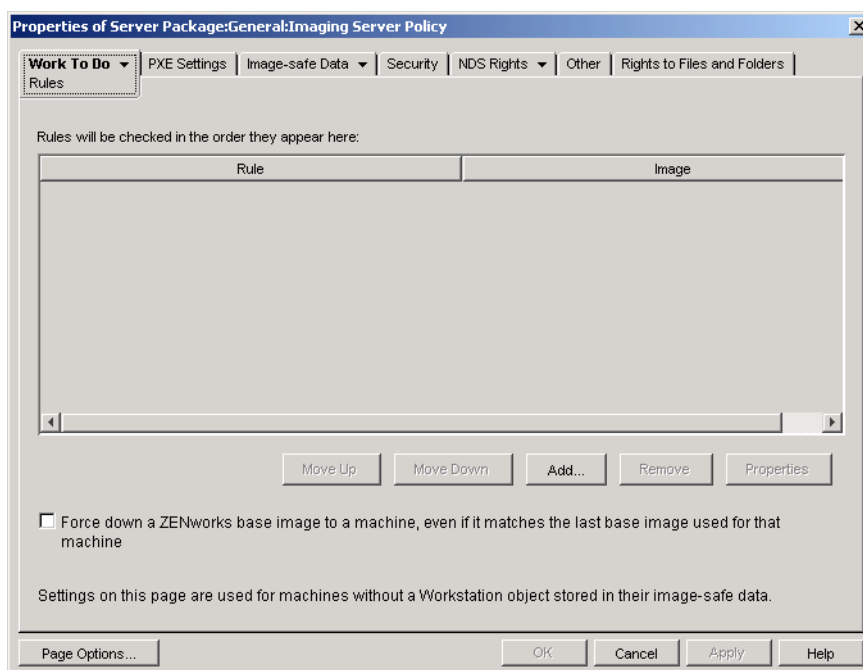 Properties of Server Package:General:Imaging Server Policy
Work To Do PXE Settings Image-safe Data Security NDS Rights Other Rights to Files and Folders
Rules
Rules will be checked in the order they appear here:
Rule Image
Move Up Move Down Add... Remove Properties
Force down a ZENworks base image to a machine, even if it matches the last base image used for that
machine
Settings on this page are used for machines without a Workstation object stored in their image-safe data.
Page Options... OK Cancel Apply Help